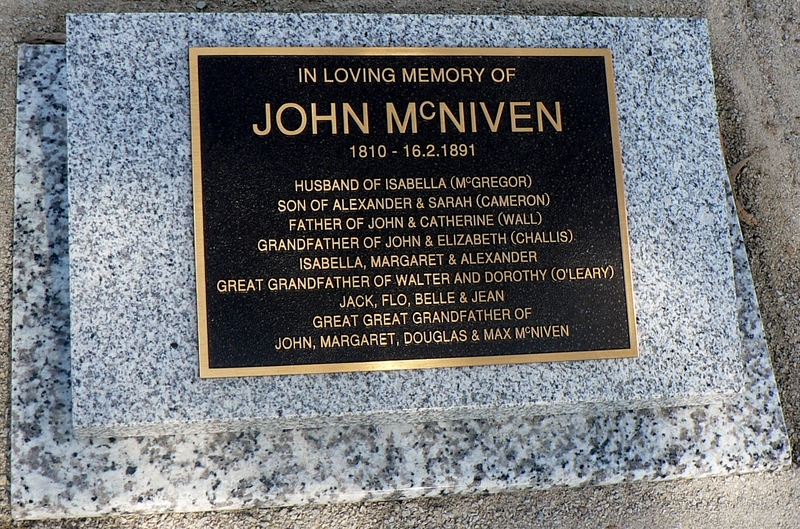 IN LOVING MEMORY OF
JOHN McNIVEN
1810 - 16.2.1891
HUSBAND OF ISABELLA (McGREGOR)
SON OF ALEXANDER & SARAH (CAMERON)
FATHER OF JOHN & CATHERINE (WALL)
GRANDFATHER OF JOHN & ELIZABETH (CHALLIS)
ISABELLA, MARGARET & ALEXANDER
GREAT GRANDFATHER OF WALTER AND DOROTHY (O'LEARY)
JACK, FLO, BELLE & JEAN
GREAT GREAT GRANDFATHER OF
JOHN, MARGARET, DOUGLAS & MAX McNIVEN